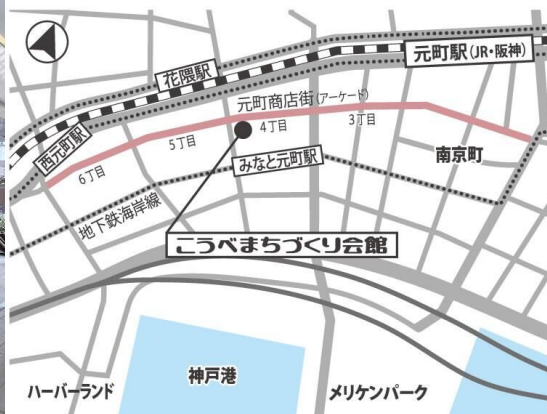 元町駅(JR・阪神)
花隈駅
元町商店街(アーケード)
西元町駅
6丁目
5丁目
4丁目
3丁目
南京町
みなと元町駅
地下鉄海岸線
こうべまちづくり会館
ハーバーランド
神戸港
メリケンパーク